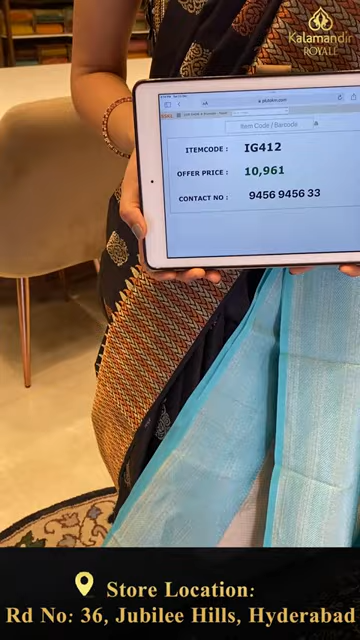 Kalamandir
ROYALE
Item Code / Barcode
ITEMCODE : IG412
OFFER PRICE : 10,961
CONTACT NO : 9456 9456 33
Store Location:
Rd No: 36, Jubilee Hills, Hyderabad